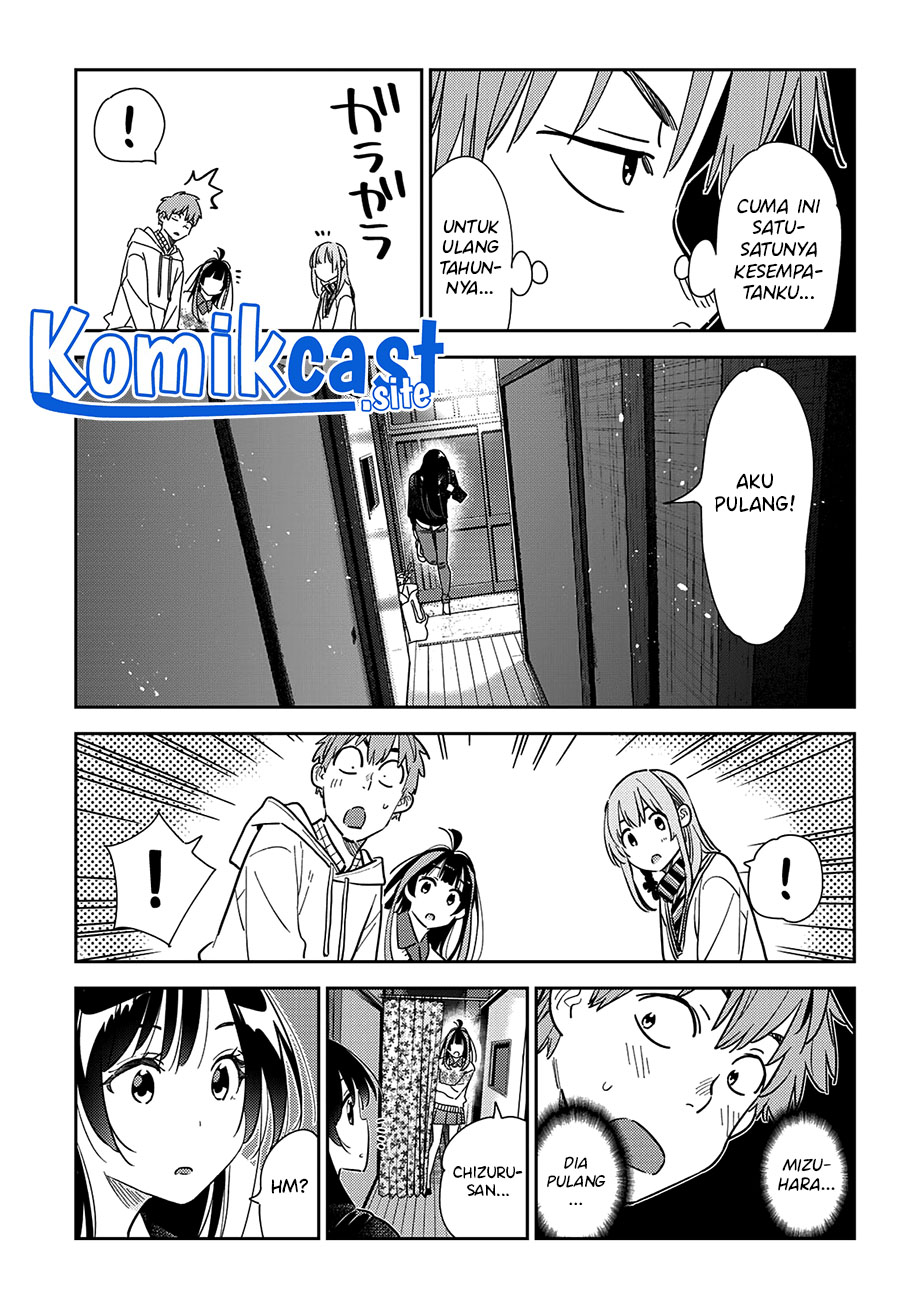 CUMA INI
SATU-
SATUNYA
KESEMPA-
TANKU...
UNTUK
ULANG
TAHUN-
NYA...
ガラガラ
!
Komikcast
.site
AKU
PULANG!
!
!
MIZU-
HARA...
DIA
PULANG
...
CHIZURU-
SAN...
HM?